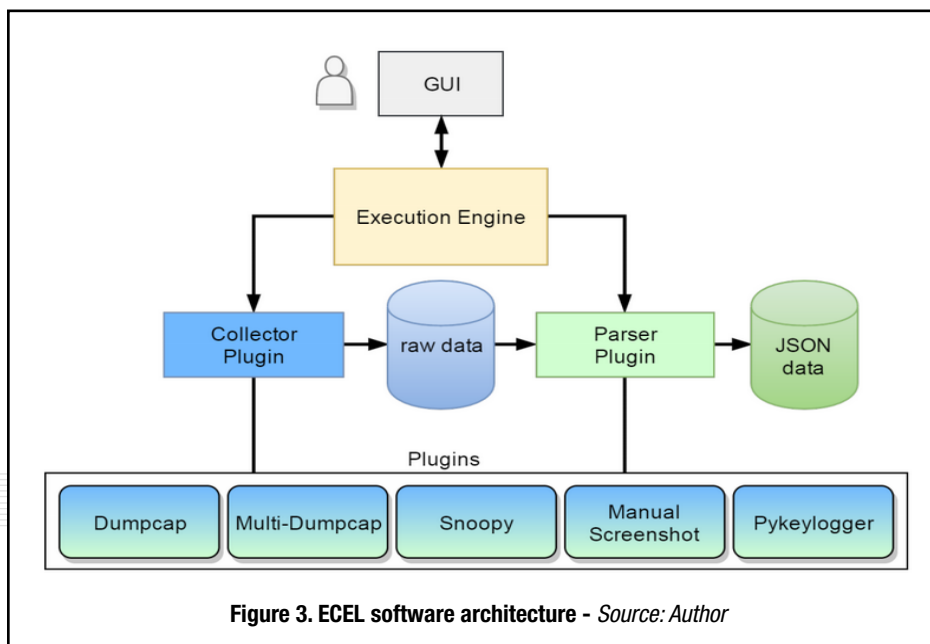 GUI
Execution Engine
Collector
Plugin
raw data
Parser
Plugin
JSON
data
Plugins
Dumpcap
Multi-Dumpcap
Snoopy
Manual
Screenshot
Pykeylogger
Figure 3. ECEL software architecture - Source: Author